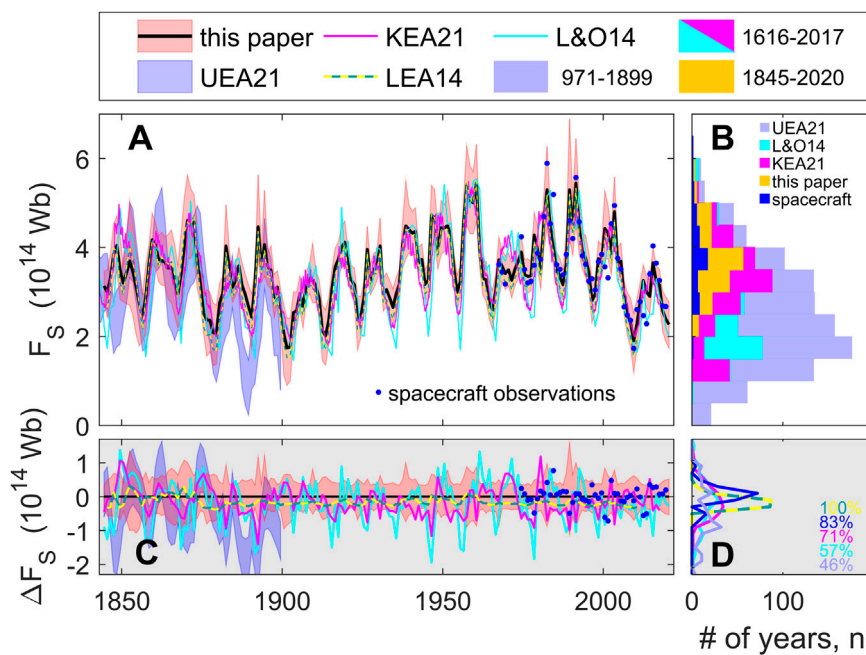 this paper KEA21 L&O14 1616-2017
UEA21 LEA14 971-1899 1845-2020
A
B
UEA21
L&O14
KEA21
this paper
spacecraft
6
4
2
0
F_S (10^14 Wb)
spacecraft observations
1
0
-1
-2
ΔF_S (10^14 Wb)
C
D
100%
83%
71%
57%
46%
1850 1900 1950 2000
0 100
# of years, n